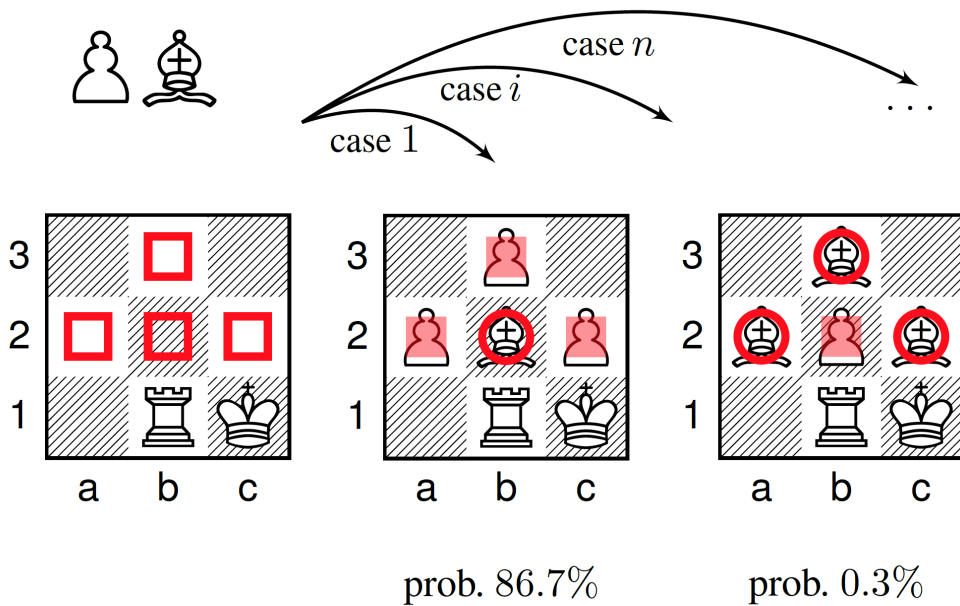 case n
case i
case 1
...
3
2
1
a b c
3
2
1
a b c
3
2
1
a b c
prob. 86.7%
prob. 0.3%